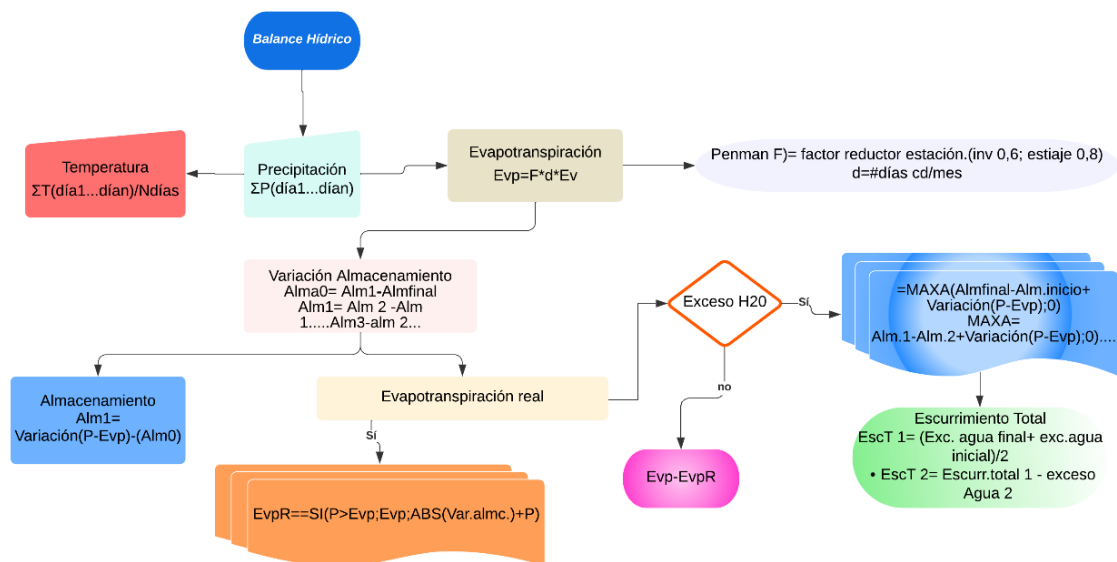 Balance Hídrico
Temperatura
ΣT(día1...dían)/Ndías
Precipitación
ΣP(día1...dían)
Evapotranspiración
Evp=F*d*Ev
Penman F)= factor reductor estación.(inv 0,6; estiaje 0,8)
d=#días cd/mes
Variación Almacenamiento
Alma0= Alm1-Almfinal
Alm1= Alm 2 -Alm
1.....Alm3-alm 2...
Exceso H20
Sí
=MAXA(Almfinal-Alm.inicio+
Variación(P-Evp);0)
MAXA=
Alm.1-Alm.2+Variación(P-Evp);0)....
Almacenamiento
Alm1=
Variación(P-Evp)-(Alm0)
Evapotranspiración real
no
Sí
Evp-EvpR
Escurrimiento Total
EscT 1= (Exc. agua final+ exc.agua
inicial)/2
• EscT 2= Escurr.total 1 - exceso
Agua 2
EvpR==SI(P>Evp;Evp;ABS(Var.almc.)+P)